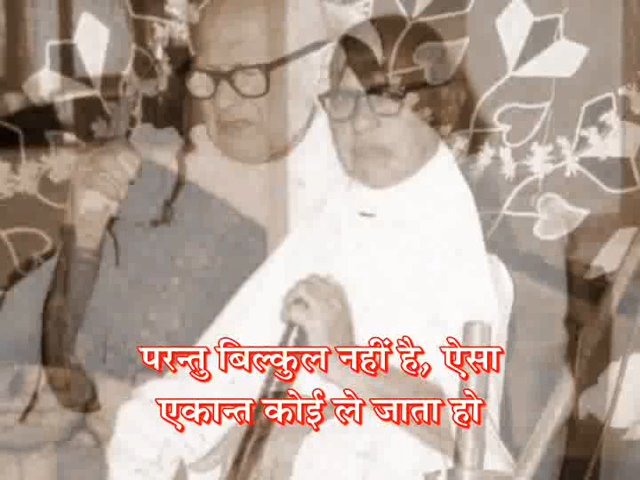 परन्तु बिल्कुल नहीं है, ऐसा
एकान्त कोई ले जाता हो